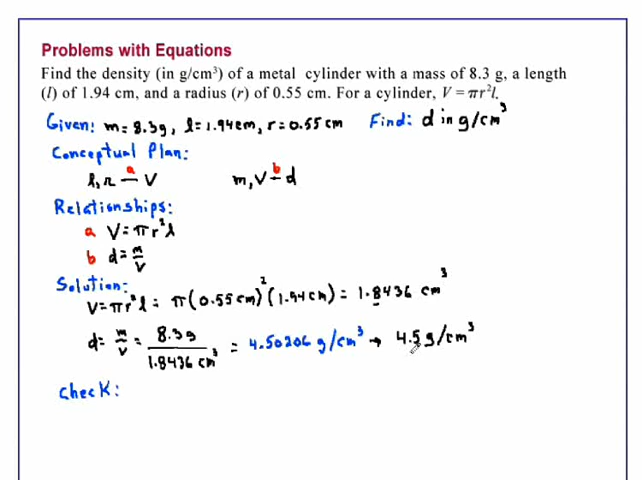 Problems with Equations
Find the density (in g/cm³) of a metal cylinder with a mass of 8.3 g, a length
(l) of 1.94 cm, and a radius (r) of 0.55 cm. For a cylinder, V = πr²l.
Given: m = 8.3g, l = 1.94cm, r = 0.55 cm Find: d in g/cm³
Conceptual Plan:
l, r —a V m, V —b d
Relationships:
a V = πr²l
b d = m/V
Solution:
V = πr²l = π(0.55 cm)²(1.94 cm) = 1.8436 cm³
d = m/V = 8.3g / 1.8436 cm³ = 4.50206 g/cm³ → 4.5 g/cm³
Check: